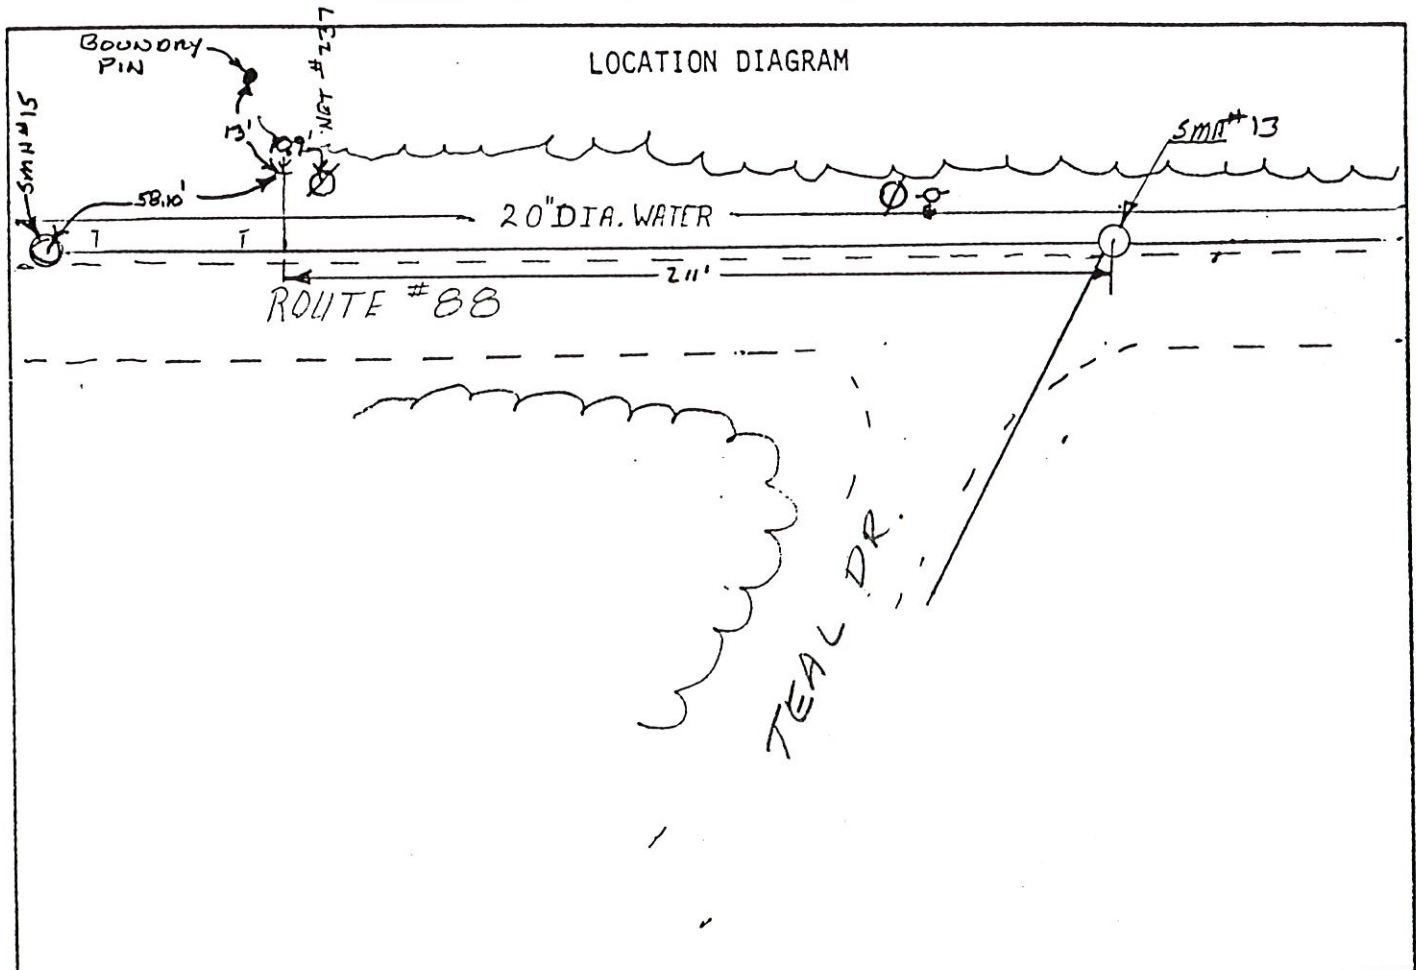 LOCATION DIAGRAM
BOUNDRY
PIN
NET #237
SMH #15
13'
58.10'
SMH #13
20" DIA. WATER
211'
ROUTE #88
TEAL DR.